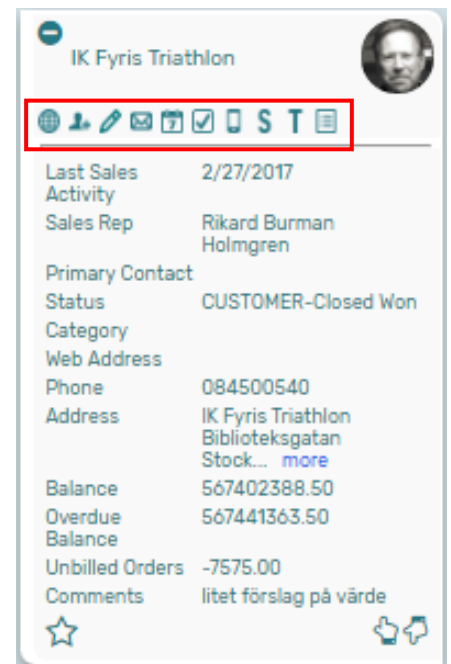 IK Fyris Triathlon
7 S T
Last Sales Activity 2/27/2017
Sales Rep Rikard Burman Holmgren
Primary Contact
Status CUSTOMER-Closed Won
Category
Web Address
Phone 084500540
Address IK Fyris Triathlon
Biblioteksgatan
Stock... more
Balance 567402388.50
Overdue Balance 567441363.50
Unbilled Orders -7575.00
Comments litet förslag på värde